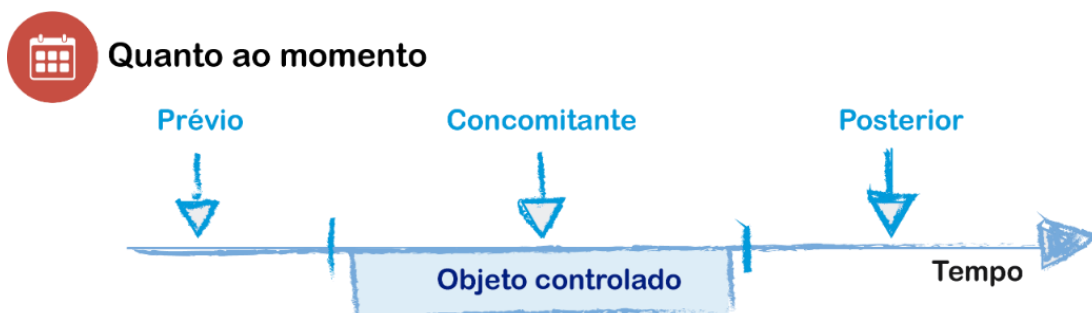 Quanto ao momento
Prévio Concomitante Posterior
Objeto controlado
Tempo